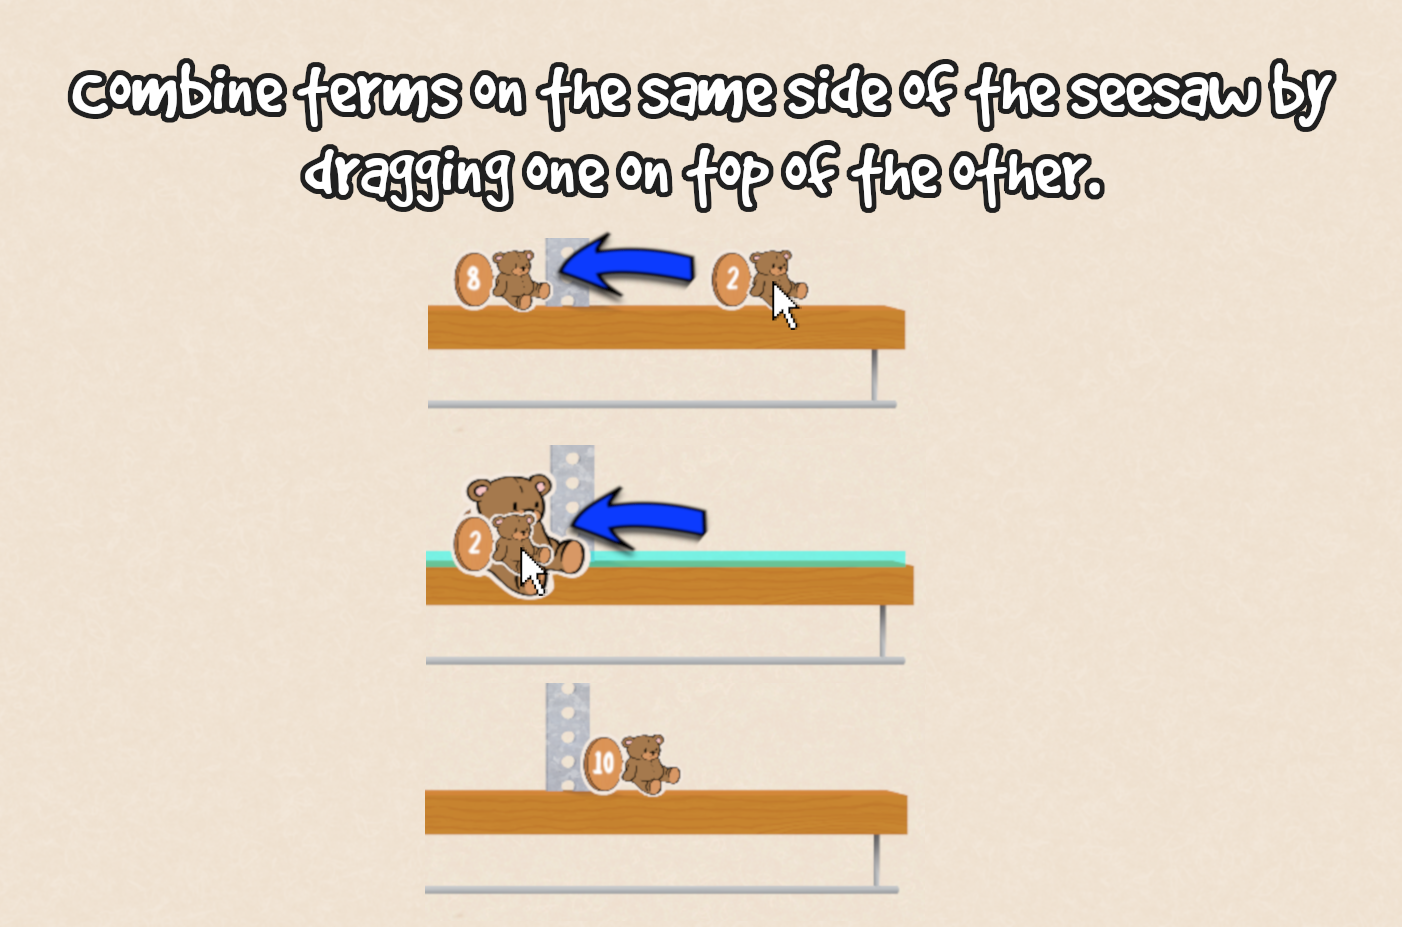 Combine terms on the same side of the seesaw by
dragging one on top of the other.
8
2
2
10